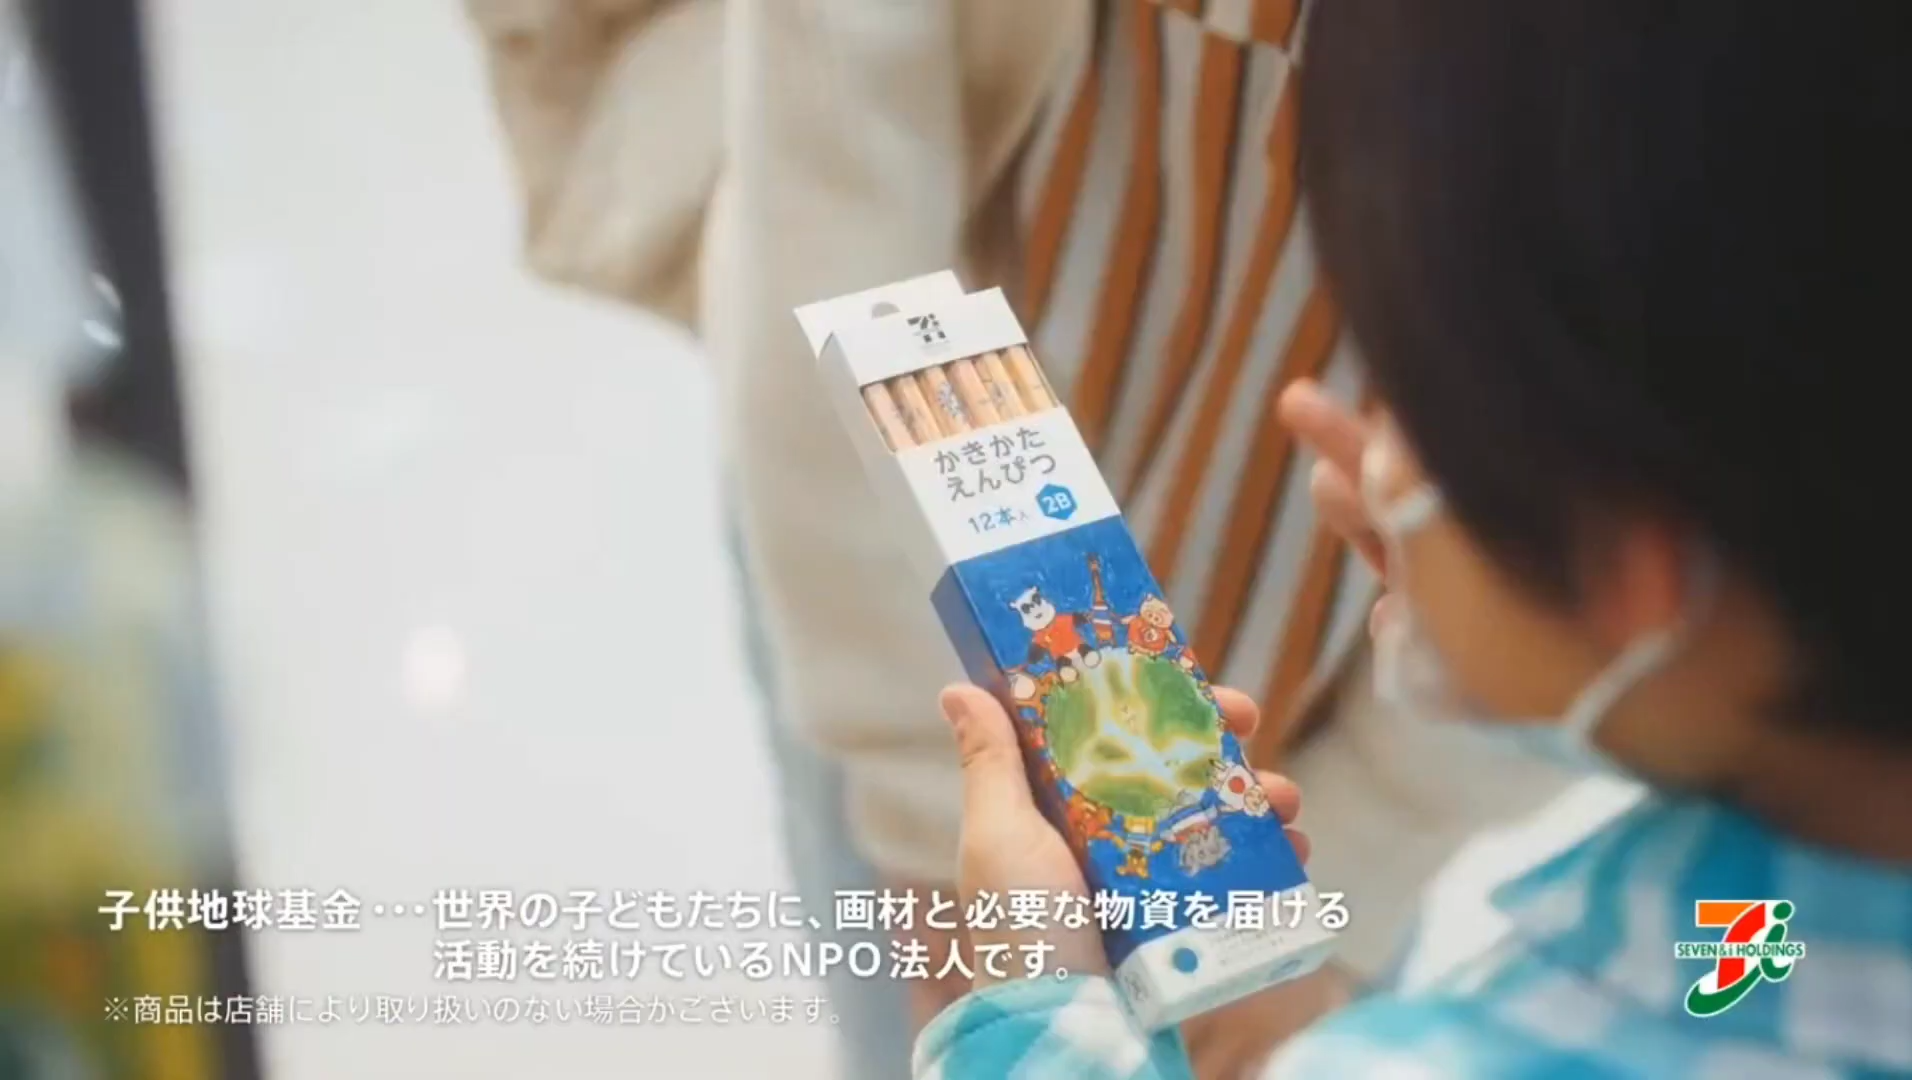 かきかた
えんぴつ
12本入 2B
子供地球基金･･･世界の子どもたちに、画材と必要な物資を届ける
活動を続けているNPO法人です。
※商品は店舗により取り扱いのない場合がございます。
SEVEN & i HOLDINGS